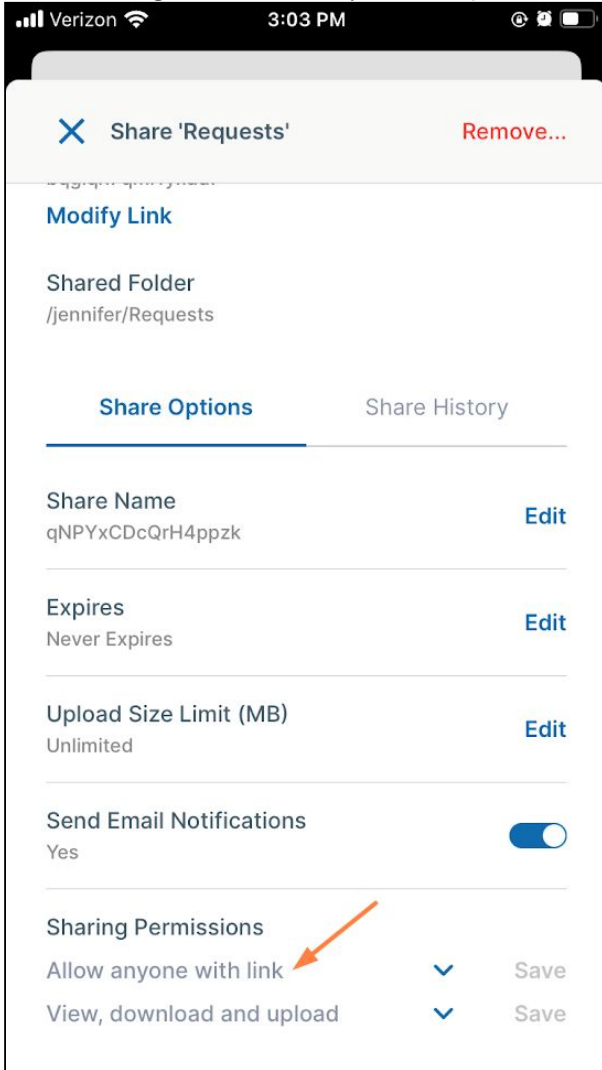 Verizon 3:03 PM
Share 'Requests' Remove...
Modify Link
Shared Folder
/jennifer/Requests
Share Options Share History
Share Name
qNPYxCDcQrH4ppzk Edit
Expires
Never Expires Edit
Upload Size Limit (MB)
Unlimited Edit
Send Email Notifications
Yes
Sharing Permissions
Allow anyone with link Save
View, download and upload Save